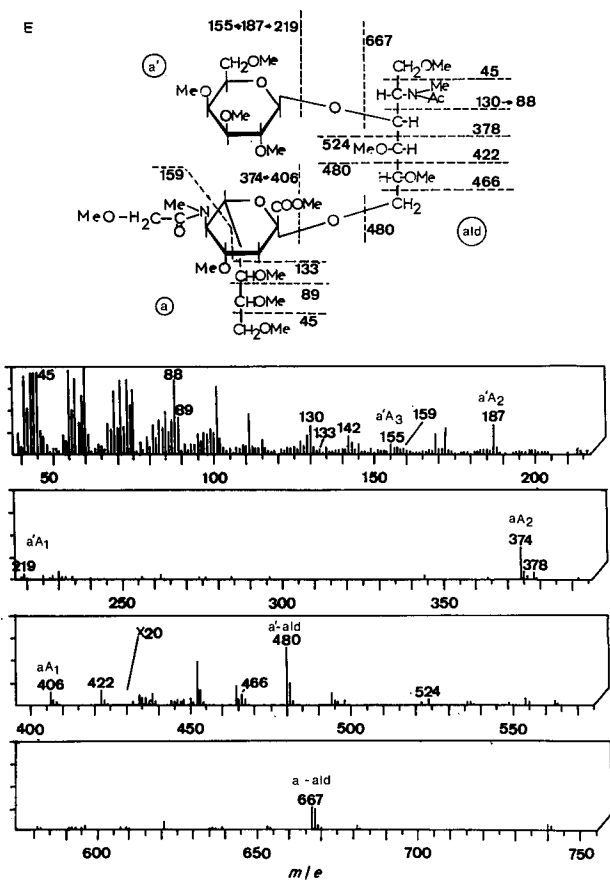 E
155←187←219
667
a'
CH₂OMe
MeO
O
OMe
OMe
O
CH₂OMe
45
H-C-N Me Ac
130→88
C-H
378
524
MeO-C-H
422
480
HCOMe
466
CH₂
480
ald
159
374←406
MeO-H₂C-C
O
MeN
O
COOMe
O
MeO
a
CHOMe
133
CHOMe
89
CH₂OMe
45
45
88
89
130
133
142
a'A₃
155
159
a'A₂
187
50 100 150 200
a'A₁
219
aA₂
374
378
250 300 350
aA₁
406
422
X20
466
a'-ald
480
524
400 450 500 550
a-ald
667
600 650 700 750
m/e